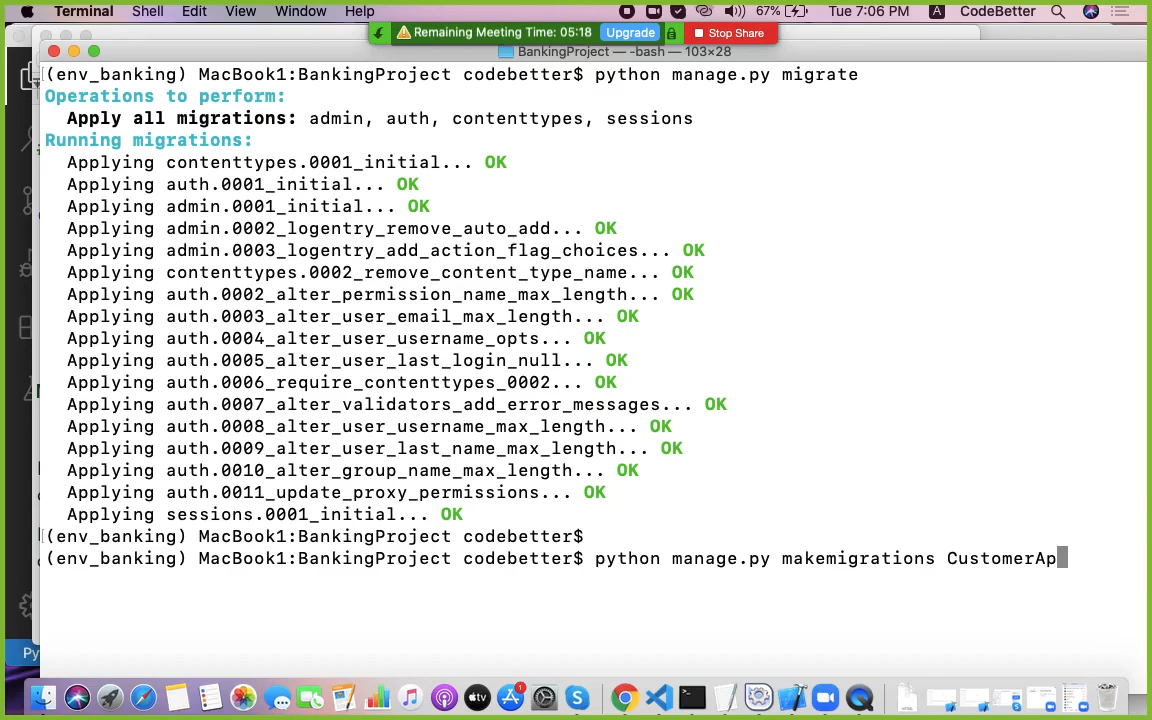 Terminal Shell Edit View Window Help 67% Tue 7:06 PM A CodeBetter
Remaining Meeting Time: 05:18 Upgrade Stop Share
BankingProject — -bash — 103×28
(env_banking) MacBook1:BankingProject codebetter$ python manage.py migrate
Operations to perform:
Apply all migrations: admin, auth, contenttypes, sessions
Running migrations:
Applying contenttypes.0001_initial... OK
Applying auth.0001_initial... OK
Applying admin.0001_initial... OK
Applying admin.0002_logentry_remove_auto_add... OK
Applying admin.0003_logentry_add_action_flag_choices... OK
Applying contenttypes.0002_remove_content_type_name... OK
Applying auth.0002_alter_permission_name_max_length... OK
Applying auth.0003_alter_user_email_max_length... OK
Applying auth.0004_alter_user_username_opts... OK
Applying auth.0005_alter_user_last_login_null... OK
Applying auth.0006_require_contenttypes_0002... OK
Applying auth.0007_alter_validators_add_error_messages... OK
Applying auth.0008_alter_user_username_max_length... OK
Applying auth.0009_alter_user_last_name_max_length... OK
Applying auth.0010_alter_group_name_max_length... OK
Applying auth.0011_update_proxy_permissions... OK
Applying sessions.0001_initial... OK
(env_banking) MacBook1:BankingProject codebetter$
(env_banking) MacBook1:BankingProject codebetter$ python manage.py makemigrations CustomerAp
Py
tv
1